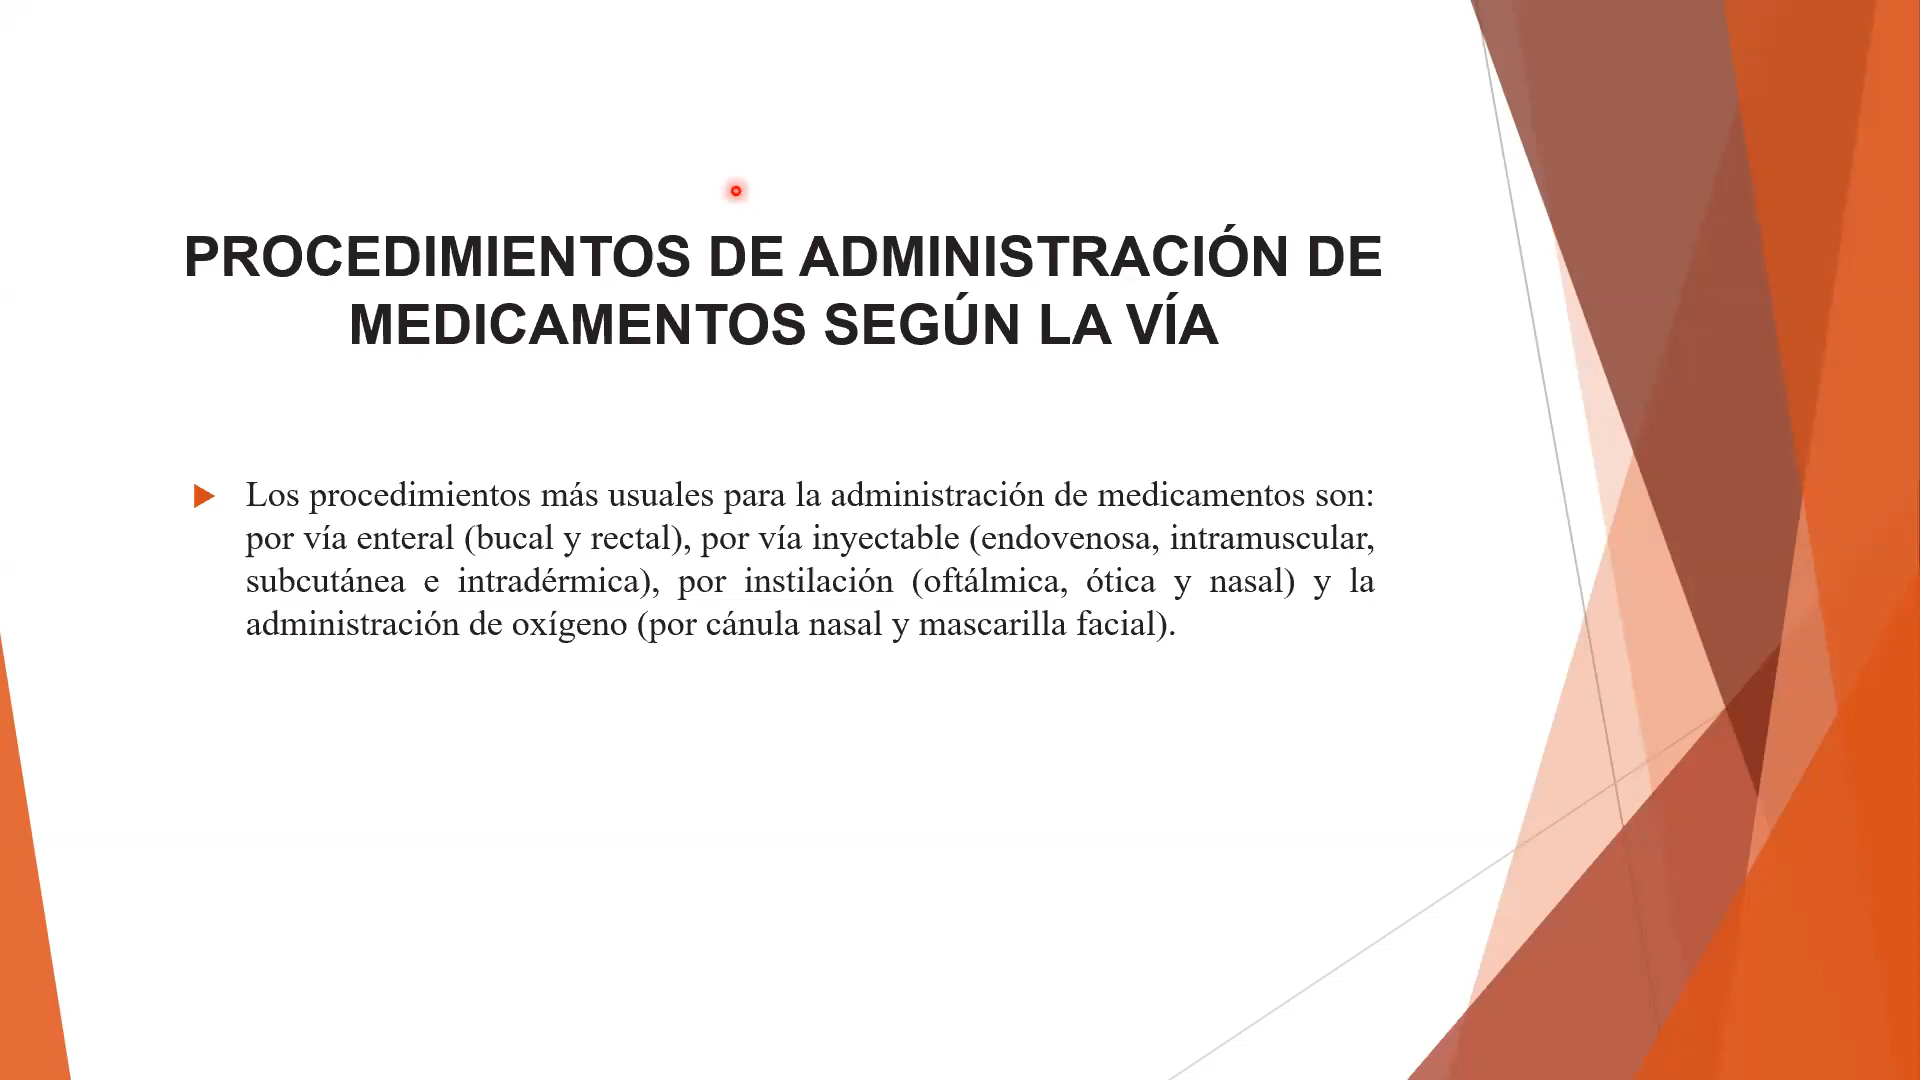 PROCEDIMIENTOS DE ADMINISTRACIÓN DE
MEDICAMENTOS SEGÚN LA VÍA
Los procedimientos más usuales para la administración de medicamentos son:
por vía enteral (bucal y rectal), por vía inyectable (endovenosa, intramuscular,
subcutánea e intradérmica), por instilación (oftálmica, ótica y nasal) y la
administración de oxígeno (por cánula nasal y mascarilla facial).